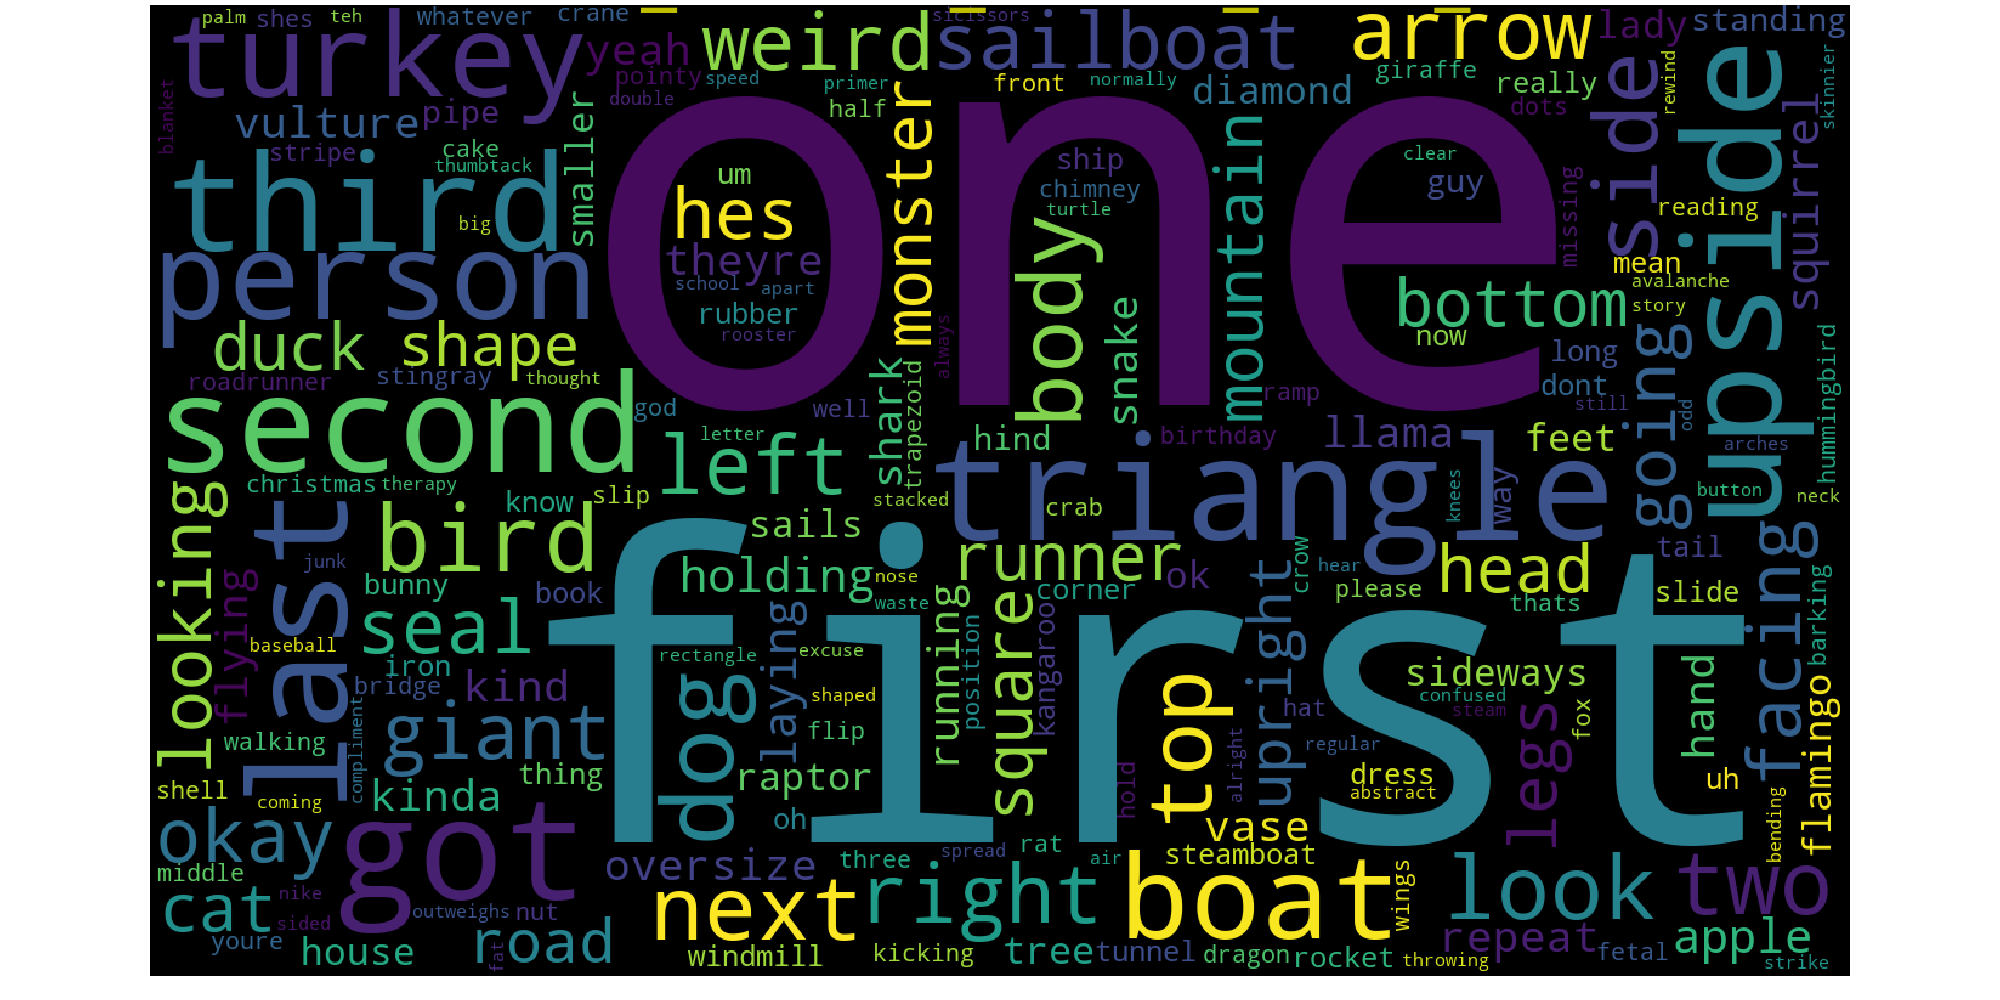 palm
shes
teh
whatever
crane
sicissors
turkey
yeah
weird
sailboat
arrow
lady
standing
pointy
speed
primer
front
normally
giraffe
really
rewind
skinnier
blanket
vulture
pipe
double
half
diamond
dots
side
upside
squirrel
stripe
cake
thumbtack
smaller
one
monster
ship
mountain
clear
third
um
chimney
guy
missing
reading
big
hes
turtle
body
person
theyre
mean
avalanche
school
apart
snake
bottom
story
rubber
rooster
always
now
duck
shape
long
going
hummingbird
roadrunner
stingray
thought
shark
trapezoid
ramp
dont
still
odd
second
god
well
letter
hind
birthday
llama
feet
arches
left
triangle
christmas
therapy
know
slip
stacked
knees
way
button
neck
looking
last
bird
sails
crab
crow
tail
facing
junk
runner
hear
head
flying
bunny
book
holding
nose
corner
ok
upright
please
thats
slide
barking
seal
first
waste
running
position
square
kangaroo
baseball
iron
rectangle
laying
excuse
sideways
hand
bridge
kind
dog
shaped
top
hat
confused
steam
legs
fox
flamingo
walking
compliment
giant
flip
regular
thing
raptor
hold
alright
dress
abstract
uh
shell
coming
kinda
oh
bending
okay
got
vase
oversize
three
spread
rat
air
steamboat
boat
wings
look
two
middle
cat
nike
sided
outweighs
nut
next
right
repeat
apple
youre
house
fat
road
windmill
kicking
tree
tunnel
dragon
rocket
throwing
fetal
strike